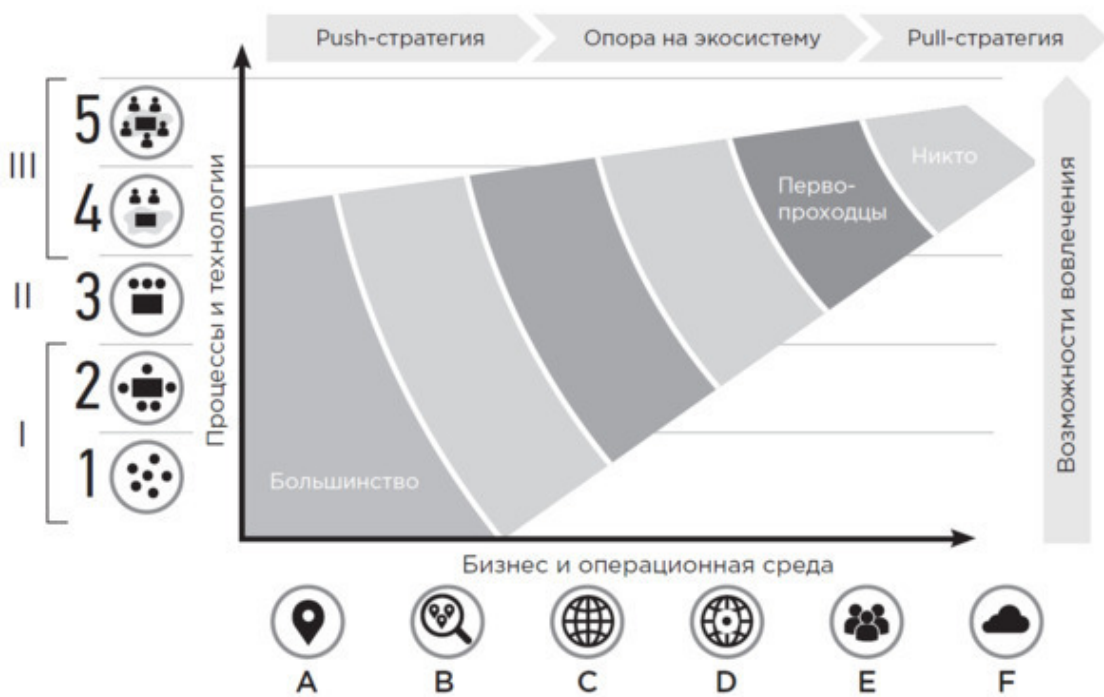 Push-стратегия
Опора на экосистему
Pull-стратегия
III
5
4
II
3
I
2
1
Процессы и технологии
Никто
Перво-
проходцы
Большинство
Возможности вовлечения
Бизнес и операционная среда
A
B
C
D
E
F